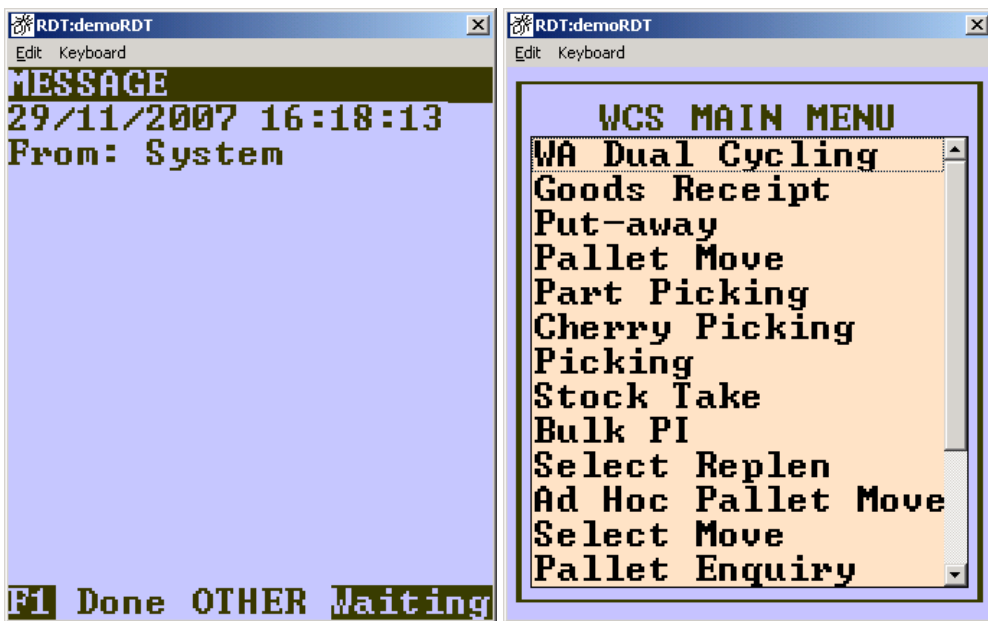 RDT:demoRDT
Edit Keyboard
MESSAGE
29/11/2007 16:18:13
From: System
F1 Done OTHER Waiting
RDT:demoRDT
Edit Keyboard
WCS MAIN MENU
WA Dual Cycling
Goods Receipt
Put-away
Pallet Move
Part Picking
Cherry Picking
Picking
Stock Take
Bulk PI
Select Replen
Ad Hoc Pallet Move
Select Move
Pallet Enquiry